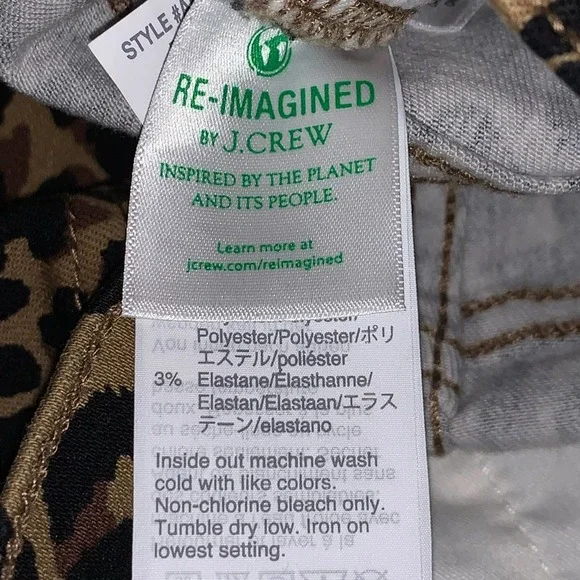 STYLE #A
RE-IMAGINED
BY J.CREW
INSPIRED BY THE PLANET
AND ITS PEOPLE.
Learn more at
jcrew.com/reimagined
Polyester/Polyester/ポリ
エステル/poliéster
3% Elastane/Élasthanne/
Elastan/Elastaan/エラス
テーン/elastano
Inside out machine wash
cold with like colors.
Non-chlorine bleach only.
Tumble dry low. Iron on
lowest setting.